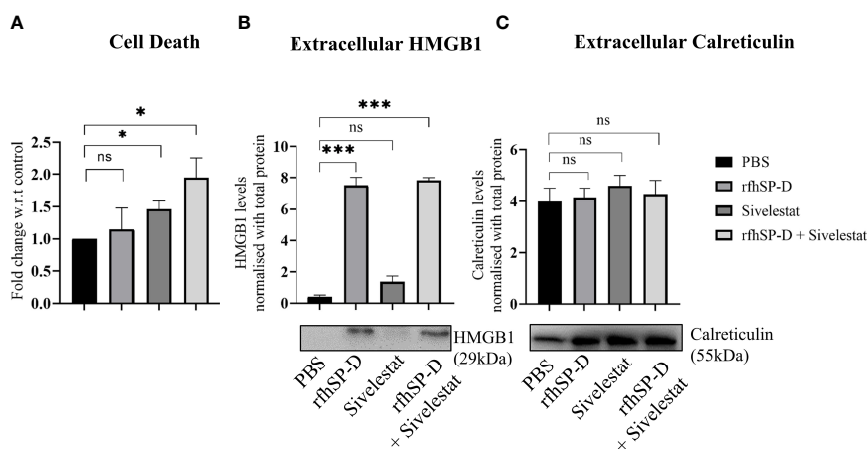 A
Cell Death
Fold change w.r.t control
2.5
2.0
1.5
1.0
0.5
0.0
*
*
ns
B
Extracellular HMGB1
HMGB1 levels
normalised with total protein
8
6
4
2
0
***
ns
***
HMGB1
(29kDa)
PBS
rfhSP-D
Sivelestat
rfhSP-D
+ Sivelestat
C
Extracellular Calreticulin
Calreticulin levels
normalised with total protein
6
4
2
0
ns
ns
ns
Calreticulin
(55kDa)
PBS
rfhSP-D
Sivelestat
rfhSP-D
+ Sivelestat
PBS
rfhSP-D
Sivelestat
rfhSP-D + Sivelestat